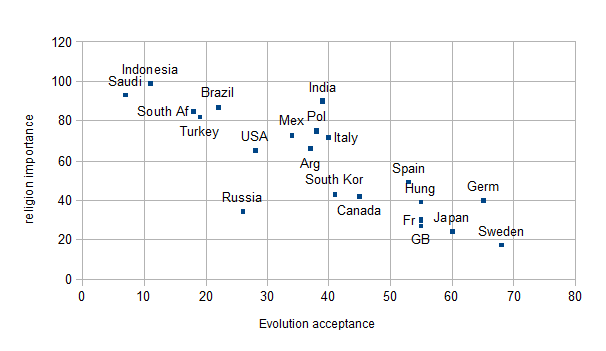 120
Indonesia
100
Saudi
India
Brazil
South Af
Mex
Pol
80
Turkey
USA
Italy
religion importance
60
Arg
Spain
South Kor
Hung
Germ
Russia
40
Canada
Fr
Japan
20
GB
Sweden
0
0 10 20 30 40 50 60 70 80
Evolution acceptance